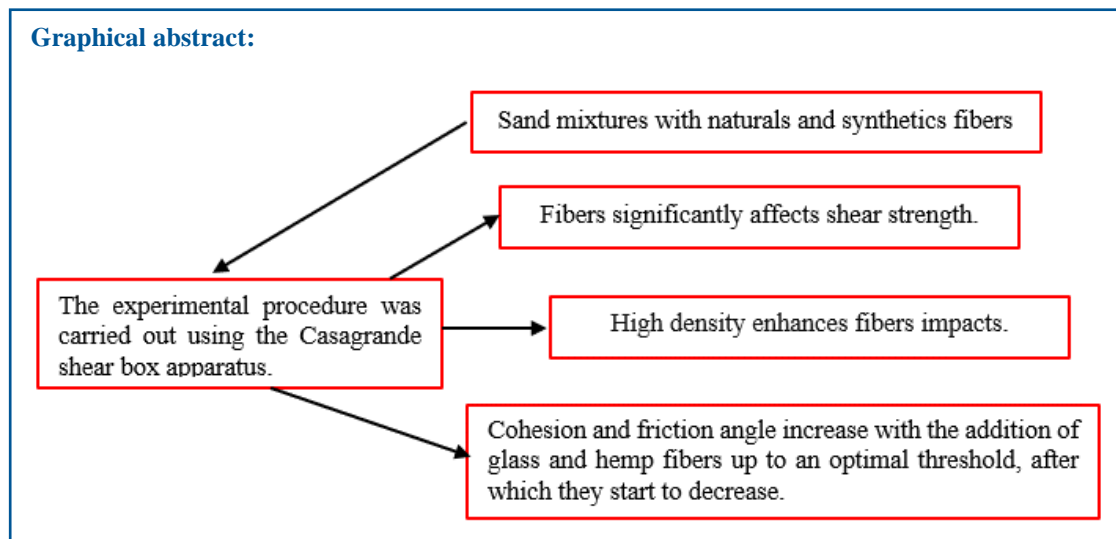 Graphical abstract:
Sand mixtures with naturals and synthetics fibers
Fibers significantly affects shear strength.
The experimental procedure was
carried out using the Casagrande
shear box apparatus.
High density enhances fibers impacts.
Cohesion and friction angle increase with the addition of
glass and hemp fibers up to an optimal threshold, after
which they start to decrease.